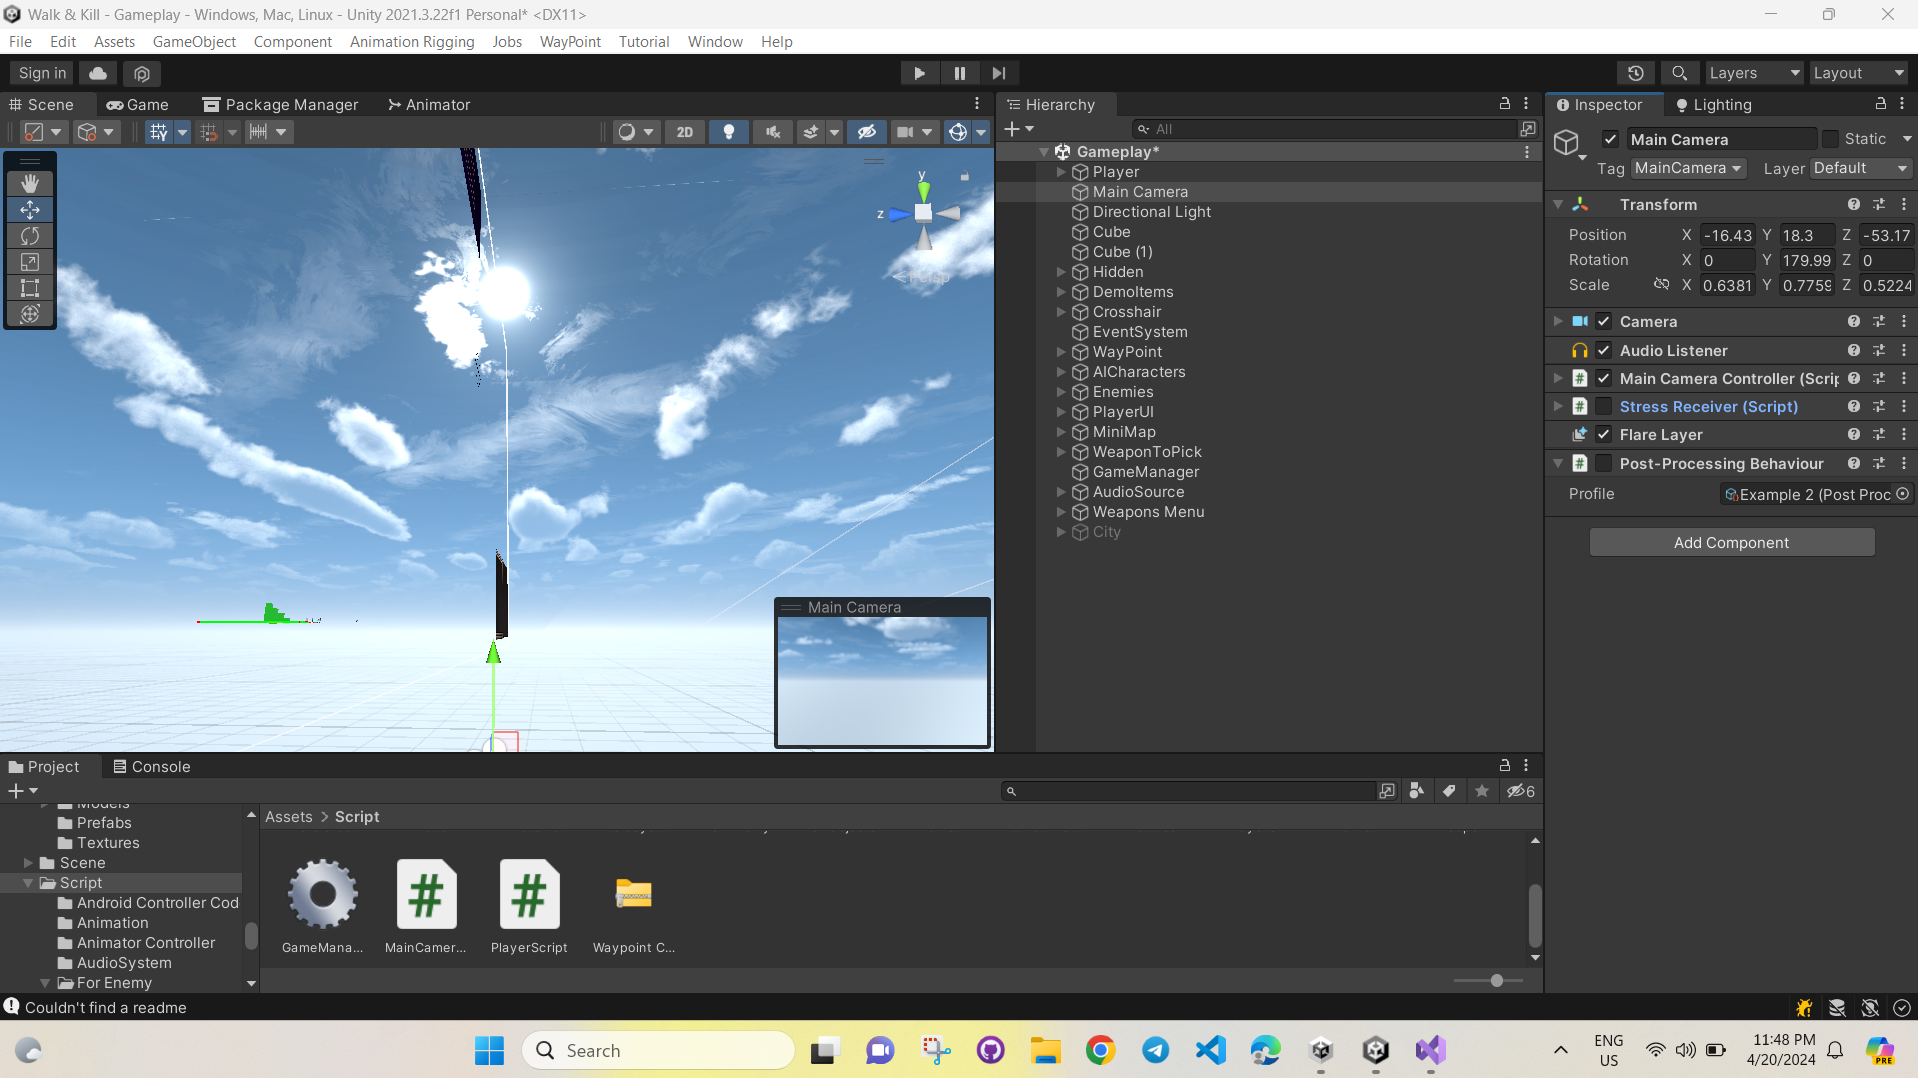 Walk & Kill - Gameplay - Windows, Mac, Linux - Unity 2021.3.22f1 Personal* <DX11>
File Edit Assets GameObject Component Animation Rigging Jobs WayPoint Tutorial Window Help
Sign in Layers Layout
# Scene Game Package Manager Animator
2D
y
z
< Persp
Main Camera
Hierarchy
All
Gameplay*
Player
Main Camera
Directional Light
Cube
Cube (1)
Hidden
DemoItems
Crosshair
EventSystem
WayPoint
AICharacters
Enemies
PlayerUI
MiniMap
WeaponToPick
GameManager
AudioSource
Weapons Menu
City
Inspector Lighting
Main Camera Static
Tag MainCamera Layer Default
Transform
Position X -16.43 Y 18.3 Z -53.17
Rotation X 0 Y 179.99 Z 0
Scale X 0.6381 Y 0.7759 Z 0.5224
Camera
Audio Listener
# Main Camera Controller (Scrip
# Stress Receiver (Script)
Flare Layer
# Post-Processing Behaviour
Profile Example 2 (Post Proc
Add Component
Project Console
6
Models
Prefabs
Textures
Scene
Script
Android Controller Cod
Animation
Animator Controller
AudioSystem
For Enemy
Assets > Script
# #
GameMana... MainCamer... PlayerScript Waypoint C...
Couldn't find a readme
Search
ENG
US
11:48 PM
4/20/2024
PRE